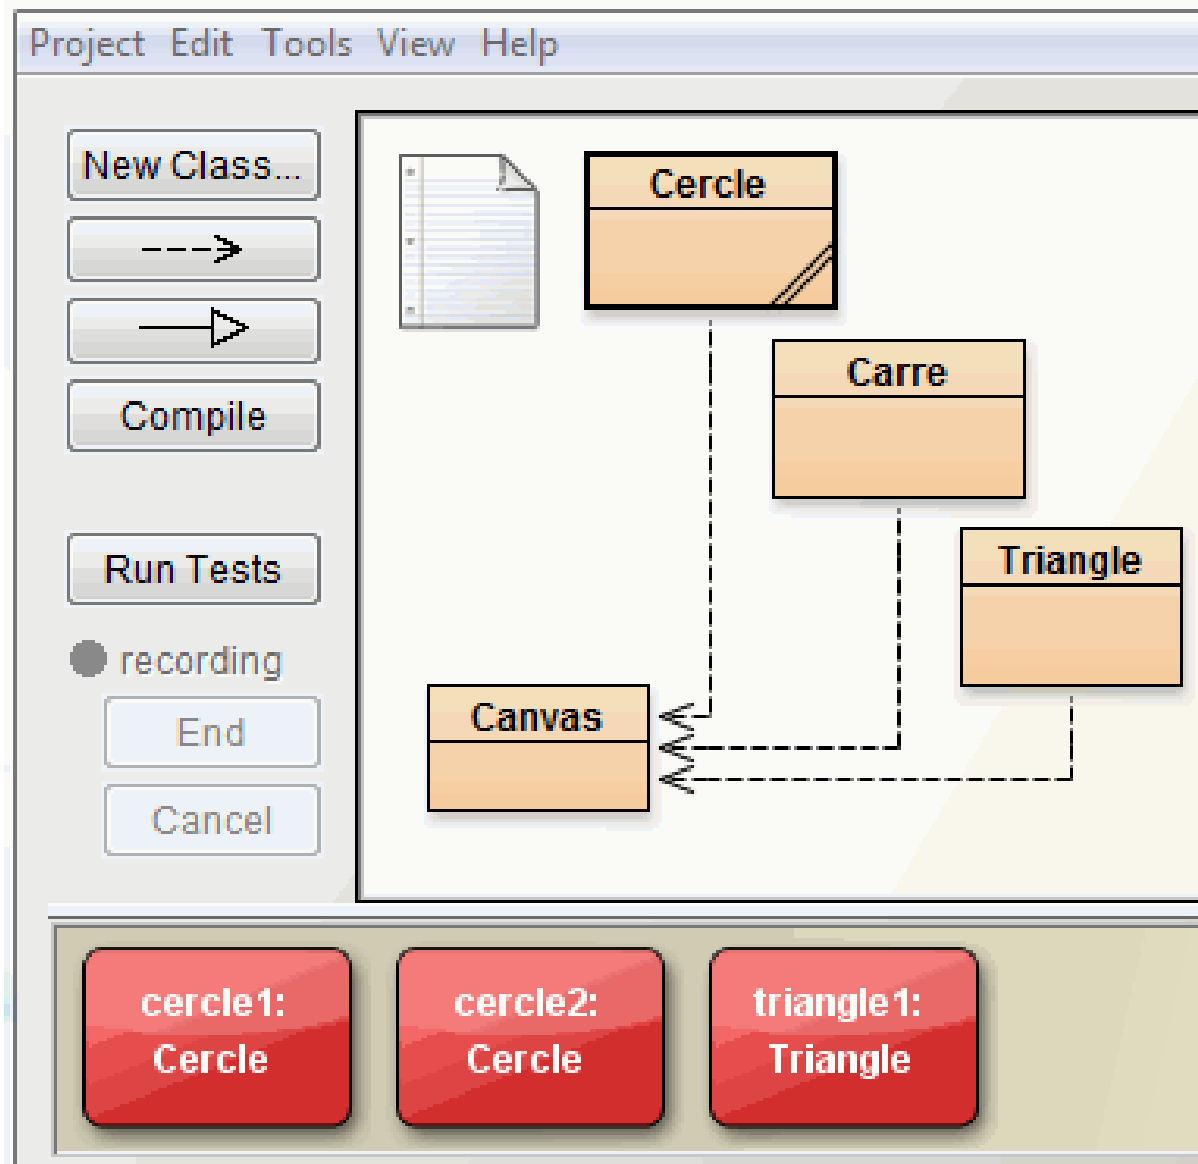 Project Edit Tools View Help
New Class...
Compile
Run Tests
recording
End
Cancel
Cercle
Carre
Triangle
Canvas
cercle1:
Cercle
cercle2:
Cercle
triangle1:
Triangle